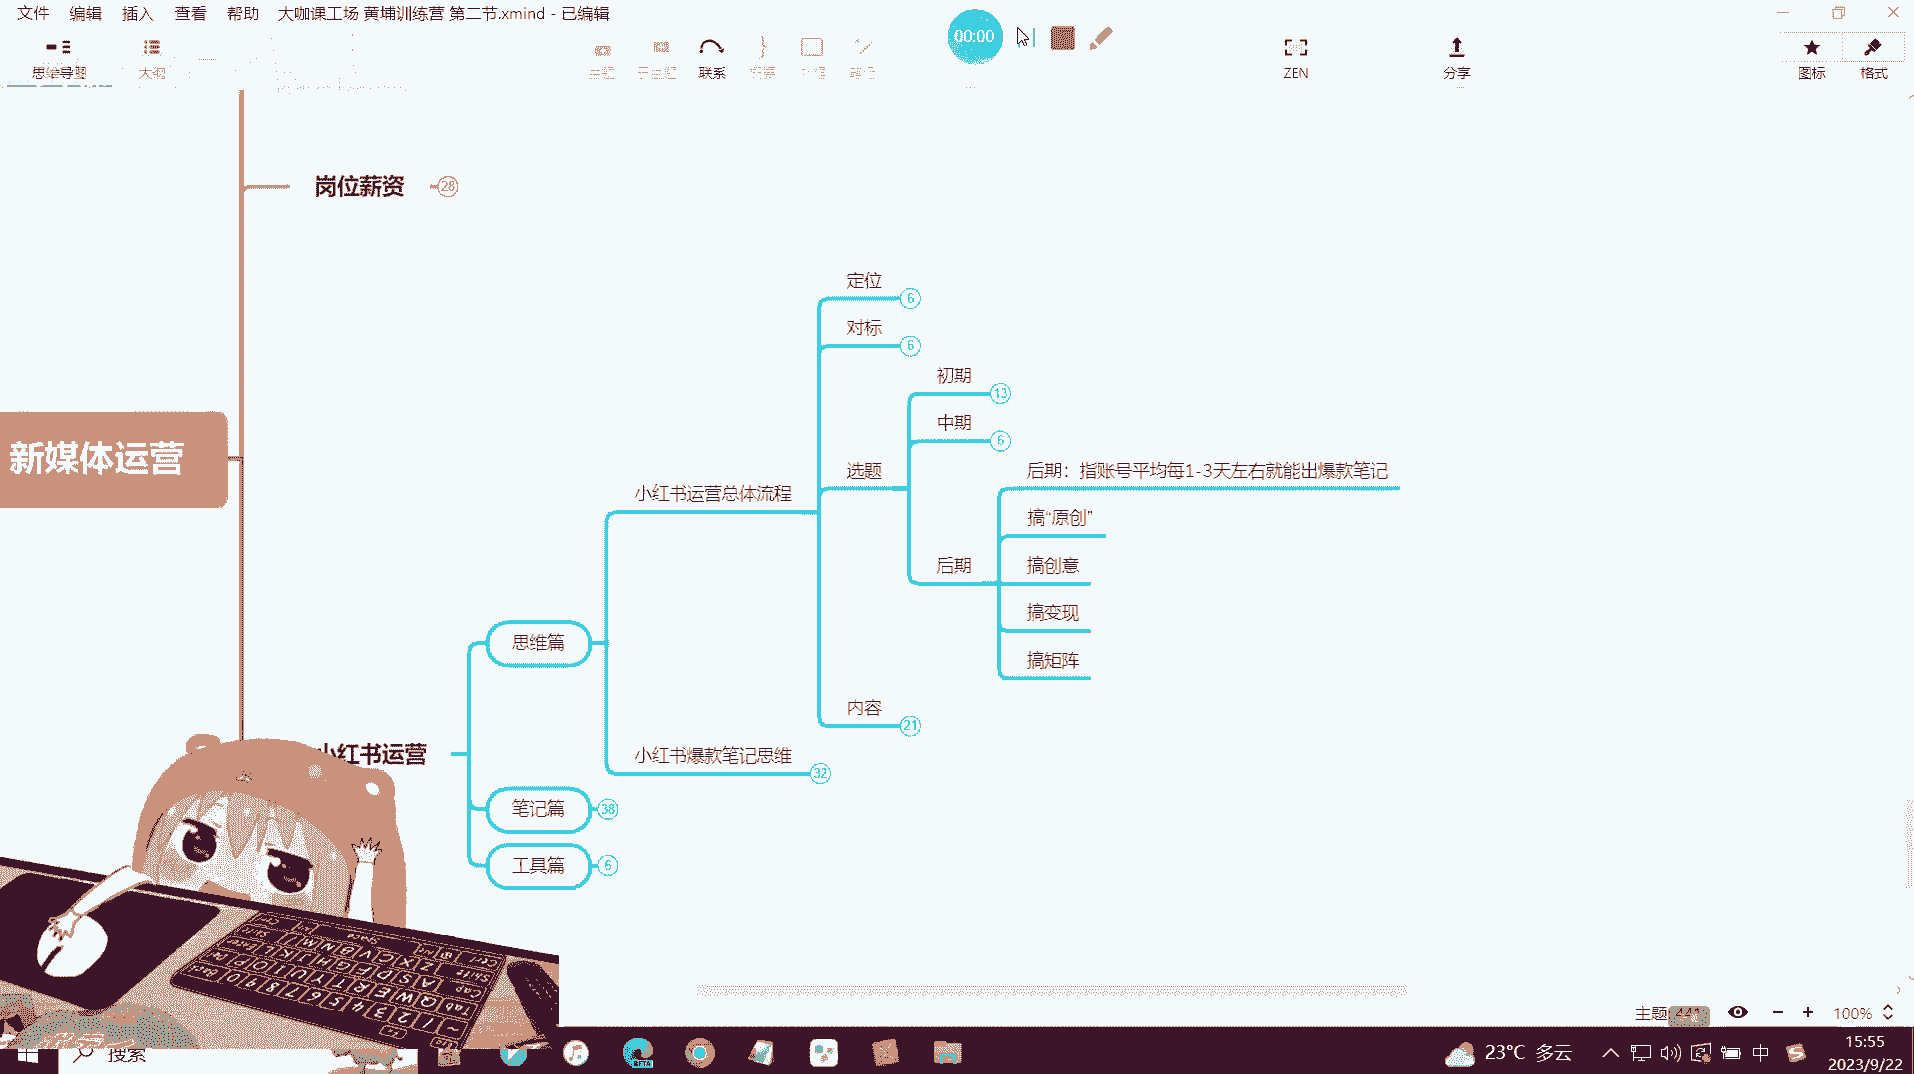 文件 编辑 插入 查看 帮助 大咖课工场 黄埔训练营 第二节.xmind - 已编辑
00:00
思维导图 大纲 主题 子主题 联系 ZEN 分享 图标 格式
岗位薪资 28
定位 6
对标 6
初期 13
中期 6
新媒体运营
选题
后期：指账号平均每1-3天左右就能出爆款笔记
小红书运营总体流程
搞“原创”
后期
搞创意
搞变现
思维篇
搞矩阵
内容 21
小红书运营
小红书爆款笔记思维 32
笔记篇 38
工具篇 6
主题: 100%
搜索
BETA
23°C 多云 中
15:55
2023/9/22